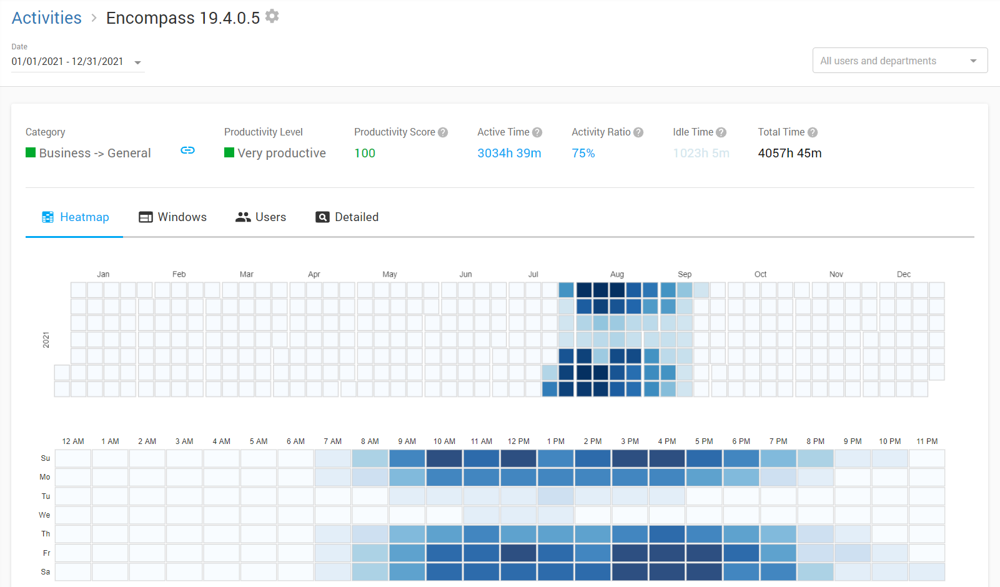 Activities > Encompass 19.4.0.5
Date
01/01/2021 - 12/31/2021
All users and departments
Category
Productivity Level
Productivity Score
Active Time
Activity Ratio
Idle Time
Total Time
Business -> General
Very productive
100
3034h 39m
75%
1023h 5m
4057h 45m
Heatmap
Windows
Users
Detailed
Jan Feb Mar Apr May Jun Jul Aug Sep Oct Nov Dec
2021
12 AM 1 AM 2 AM 3 AM 4 AM 5 AM 6 AM 7 AM 8 AM 9 AM 10 AM 11 AM 12 PM 1 PM 2 PM 3 PM 4 PM 5 PM 6 PM 7 PM 8 PM 9 PM 10 PM 11 PM
Su
Mo
Tu
We
Th
Fr
Sa